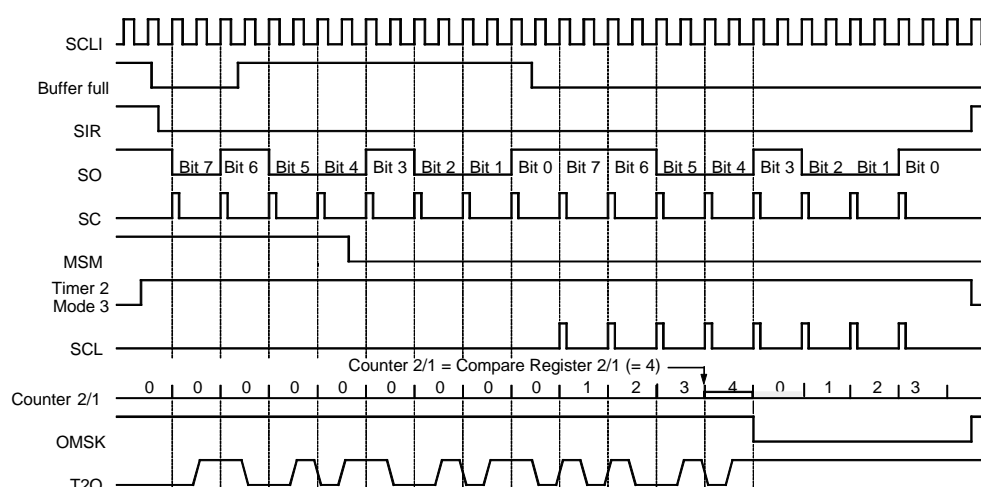 SCLI
Buffer full
SIR
SO Bit 7 Bit 6 Bit 5 Bit 4 Bit 3 Bit 2 Bit 1 Bit 0 Bit 7 Bit 6 Bit 5 Bit 4 Bit 3 Bit 2 Bit 1 Bit 0
SC
MSM
Timer 2
Mode 3
SCL
Counter 2/1 = Compare Register 2/1 (= 4)
Counter 2/1 0 0 0 0 0 0 0 0 0 1 2 3 4 0 1 2 3
OMSK
T2O